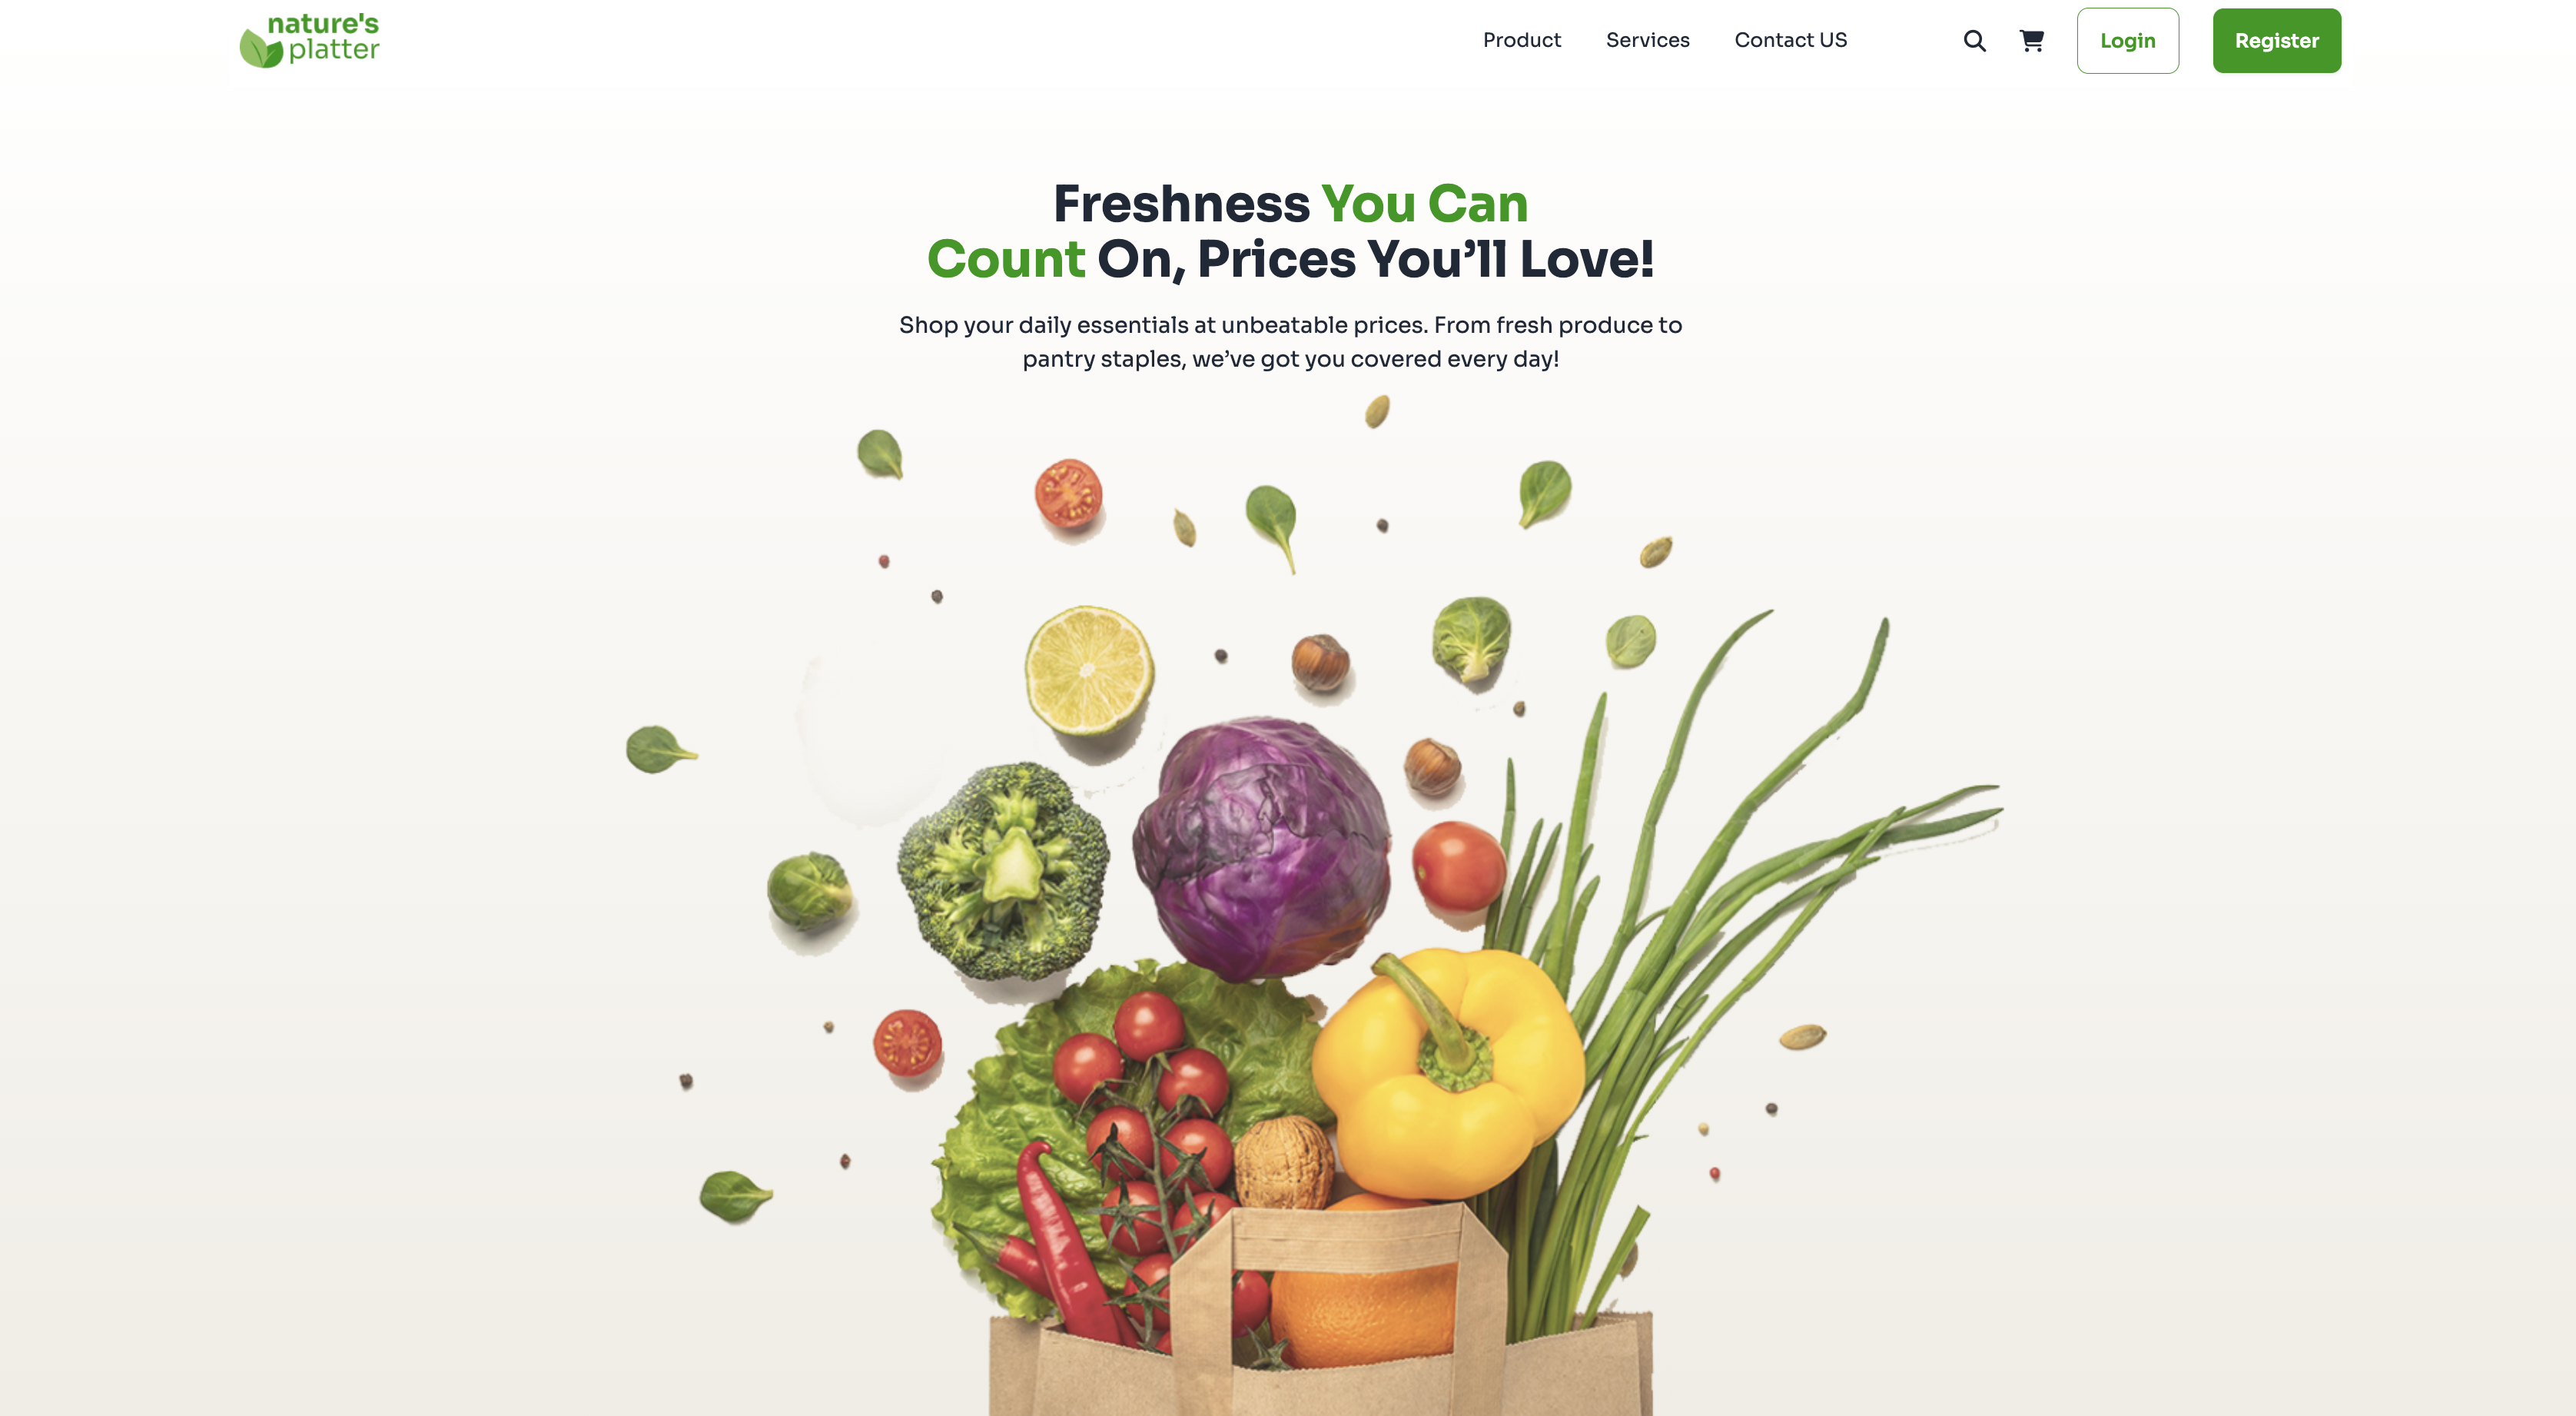 nature's
platter
Product Services Contact US Login Register
Freshness You Can
Count On, Prices You’ll Love!
Shop your daily essentials at unbeatable prices. From fresh produce to
pantry staples, we’ve got you covered every day!